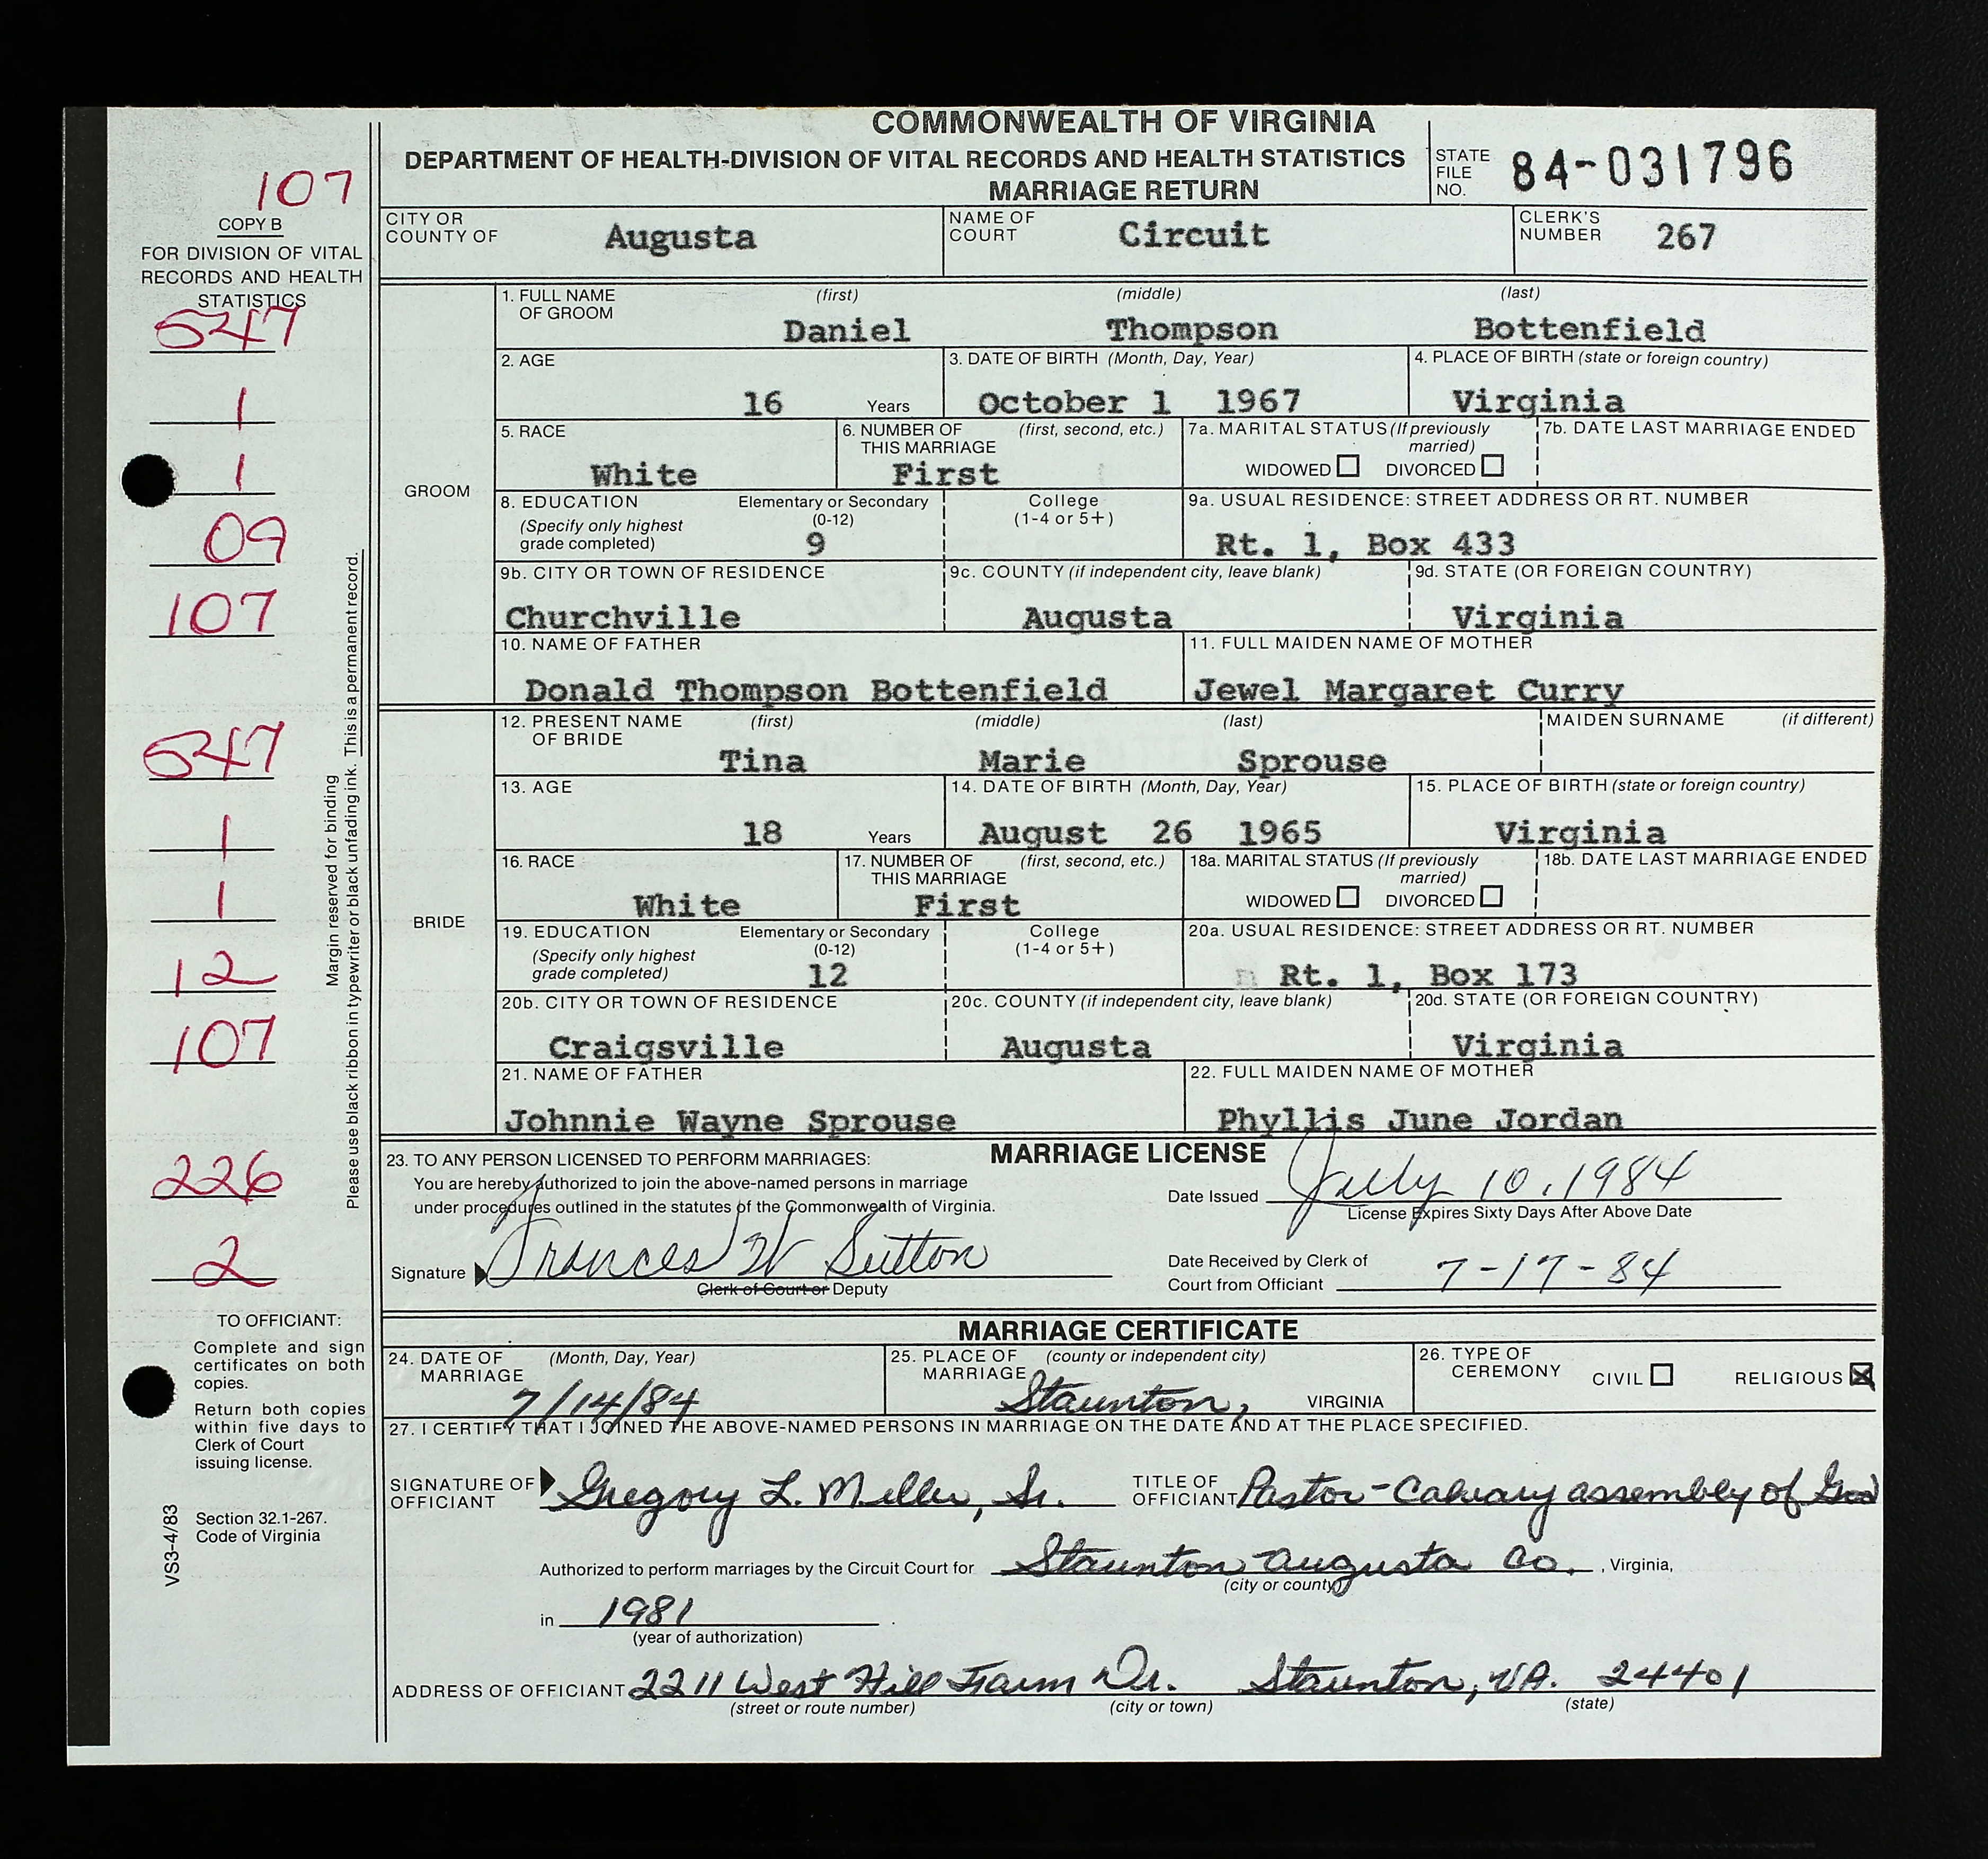 COMMONWEALTH OF VIRGINIA
DEPARTMENT OF HEALTH-DIVISION OF VITAL RECORDS AND HEALTH STATISTICS
MARRIAGE RETURN
STATE FILE NO. 84-031796
107
COPY B
FOR DIVISION OF VITAL
RECORDS AND HEALTH
STATISTICS
547
1
1
09
107
547
1
1
12
107
226
2
Margin reserved for binding
Please use black ribbon in typewriter or black unfading ink. This is a permanent record.
TO OFFICIANT:
Complete and sign
certificates on both
copies.
Return both copies
within five days to
Clerk of Court
issuing license.
Section 32.1-267.
Code of Virginia
VS3-4/83
CITY OR COUNTY OF Augusta NAME OF COURT Circuit CLERK'S NUMBER 267
GROOM
1. FULL NAME OF GROOM (first) (middle) (last)
Daniel Thompson Bottenfield
2. AGE 16 Years 3. DATE OF BIRTH (Month, Day, Year) October 1 1967 4. PLACE OF BIRTH (state or foreign country) Virginia
5. RACE White 6. NUMBER OF THIS MARRIAGE (first, second, etc.) First 7a. MARITAL STATUS (If previously married) WIDOWED DIVORCED 7b. DATE LAST MARRIAGE ENDED
8. EDUCATION (Specify only highest grade completed) Elementary or Secondary (0-12) 9 College (1-4 or 5+) 9a. USUAL RESIDENCE: STREET ADDRESS OR RT. NUMBER Rt. 1, Box 433
9b. CITY OR TOWN OF RESIDENCE Churchville 9c. COUNTY (if independent city, leave blank) Augusta 9d. STATE (OR FOREIGN COUNTRY) Virginia
10. NAME OF FATHER Donald Thompson Bottenfield 11. FULL MAIDEN NAME OF MOTHER Jewel Margaret Curry
BRIDE
12. PRESENT NAME OF BRIDE (first) (middle) (last) MAIDEN SURNAME (if different)
Tina Marie Sprouse
13. AGE 18 Years 14. DATE OF BIRTH (Month, Day, Year) August 26 1965 15. PLACE OF BIRTH (state or foreign country) Virginia
16. RACE White 17. NUMBER OF THIS MARRIAGE (first, second, etc.) First 18a. MARITAL STATUS (If previously married) WIDOWED DIVORCED 18b. DATE LAST MARRIAGE ENDED
19. EDUCATION (Specify only highest grade completed) Elementary or Secondary (0-12) 12 College (1-4 or 5+) 20a. USUAL RESIDENCE: STREET ADDRESS OR RT. NUMBER Rt. 1, Box 173
20b. CITY OR TOWN OF RESIDENCE Craigsville 20c. COUNTY (if independent city, leave blank) Augusta 20d. STATE (OR FOREIGN COUNTRY) Virginia
21. NAME OF FATHER Johnnie Wayne Sprouse 22. FULL MAIDEN NAME OF MOTHER Phyllis June Jordan
MARRIAGE LICENSE
23. TO ANY PERSON LICENSED TO PERFORM MARRIAGES:
You are hereby authorized to join the above-named persons in marriage
under procedures outlined in the statutes of the Commonwealth of Virginia.
Date Issued July 10, 1984
License Expires Sixty Days After Above Date
Signature Frances W Sutton
Clerk of Court or Deputy
Date Received by Clerk of
Court from Officiant 7-17-84
MARRIAGE CERTIFICATE
24. DATE OF MARRIAGE (Month, Day, Year) 7/14/84 25. PLACE OF MARRIAGE (county or independent city) Staunton, VIRGINIA 26. TYPE OF CEREMONY CIVIL RELIGIOUS
27. I CERTIFY THAT I JOINED THE ABOVE-NAMED PERSONS IN MARRIAGE ON THE DATE AND AT THE PLACE SPECIFIED.
SIGNATURE OF OFFICIANT Gregory L. Miller, Sr. TITLE OF OFFICIANT Pastor-Calvary assembly of God
Authorized to perform marriages by the Circuit Court for Staunton Augusta Co., Virginia,
(city or county)
in 1981
(year of authorization)
ADDRESS OF OFFICIANT 2211 West Hill Farm Dr. Staunton, VA. 24401
(street or route number) (city or town) (state)